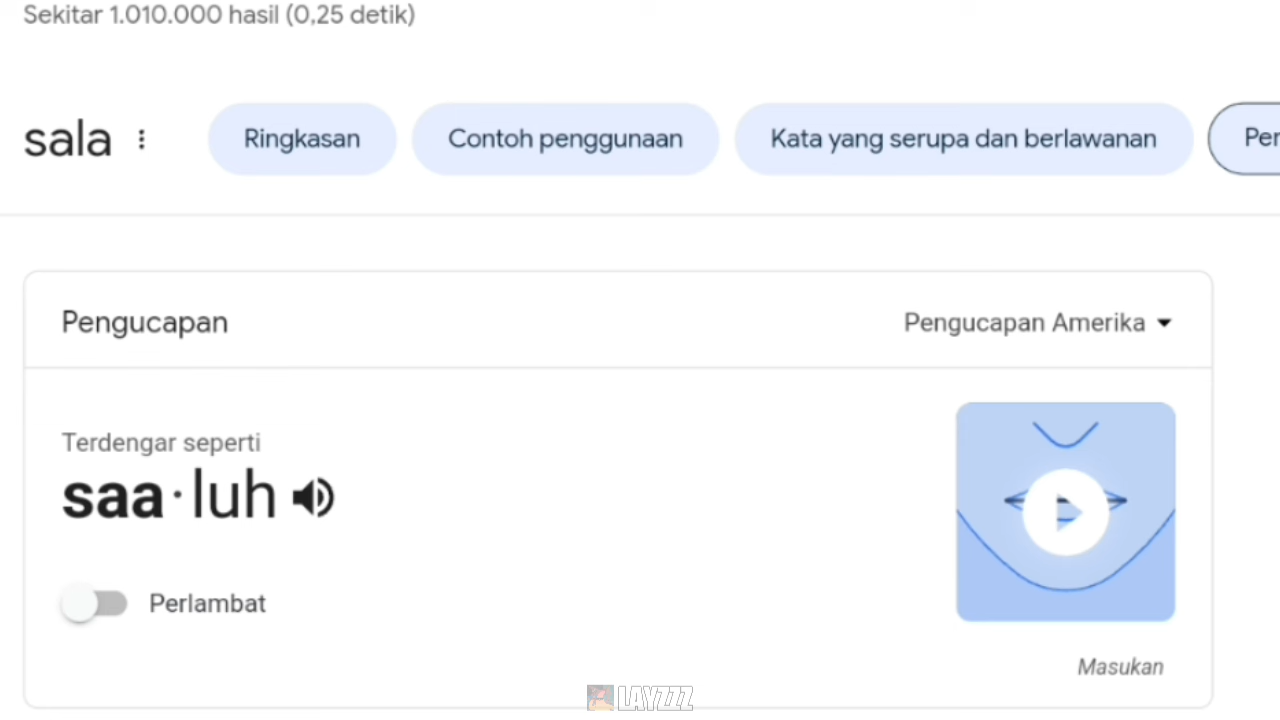 Sekitar 1.010.000 hasil (0,25 detik)
sala
Ringkasan
Contoh penggunaan
Kata yang serupa dan berlawanan
Pengucapan
Pengucapan Amerika
Terdengar seperti
saa·luh
Perlambat
Masukan
LAYZZZ